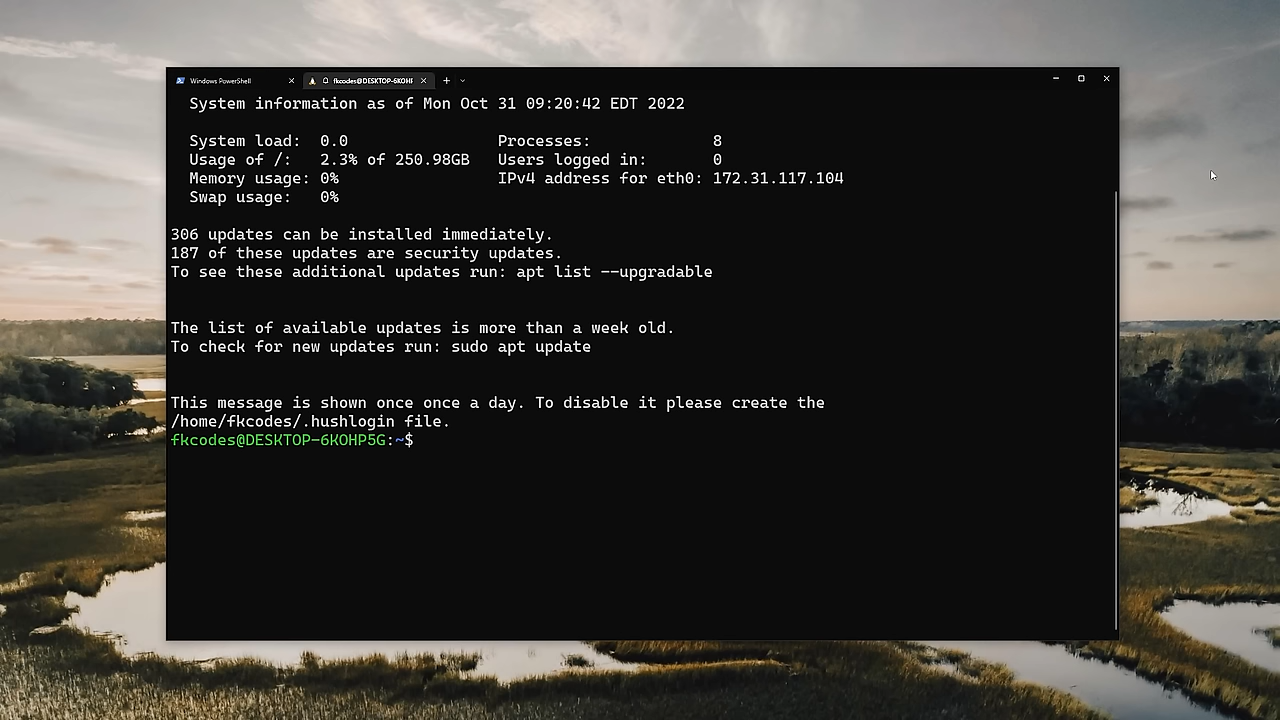 Windows PowerShell
fkcodes@DESKTOP-6KOHP
System information as of Mon Oct 31 09:20:42 EDT 2022
System load: 0.0 Processes: 8
Usage of /: 2.3% of 250.98GB Users logged in: 0
Memory usage: 0% IPv4 address for eth0: 172.31.117.104
Swap usage: 0%
306 updates can be installed immediately.
187 of these updates are security updates.
To see these additional updates run: apt list --upgradable
The list of available updates is more than a week old.
To check for new updates run: sudo apt update
This message is shown once once a day. To disable it please create the
/home/fkcodes/.hushlogin file.
fkcodes@DESKTOP-6KOHP5G:~$